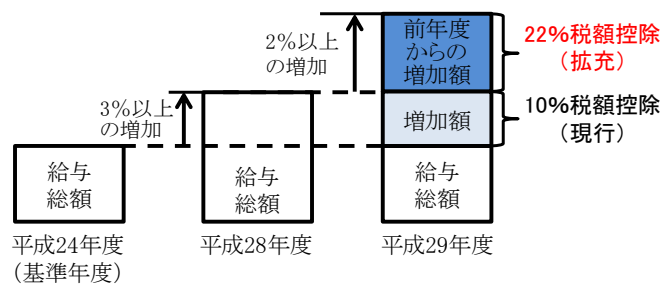 2%以上
の増加
前年度
からの
増加額
22%税額控除
（拡充）
3%以上
の増加
増加額
10%税額控除
（現行）
給与
総額
給与
総額
給与
総額
平成24年度
（基準年度）
平成28年度
平成29年度